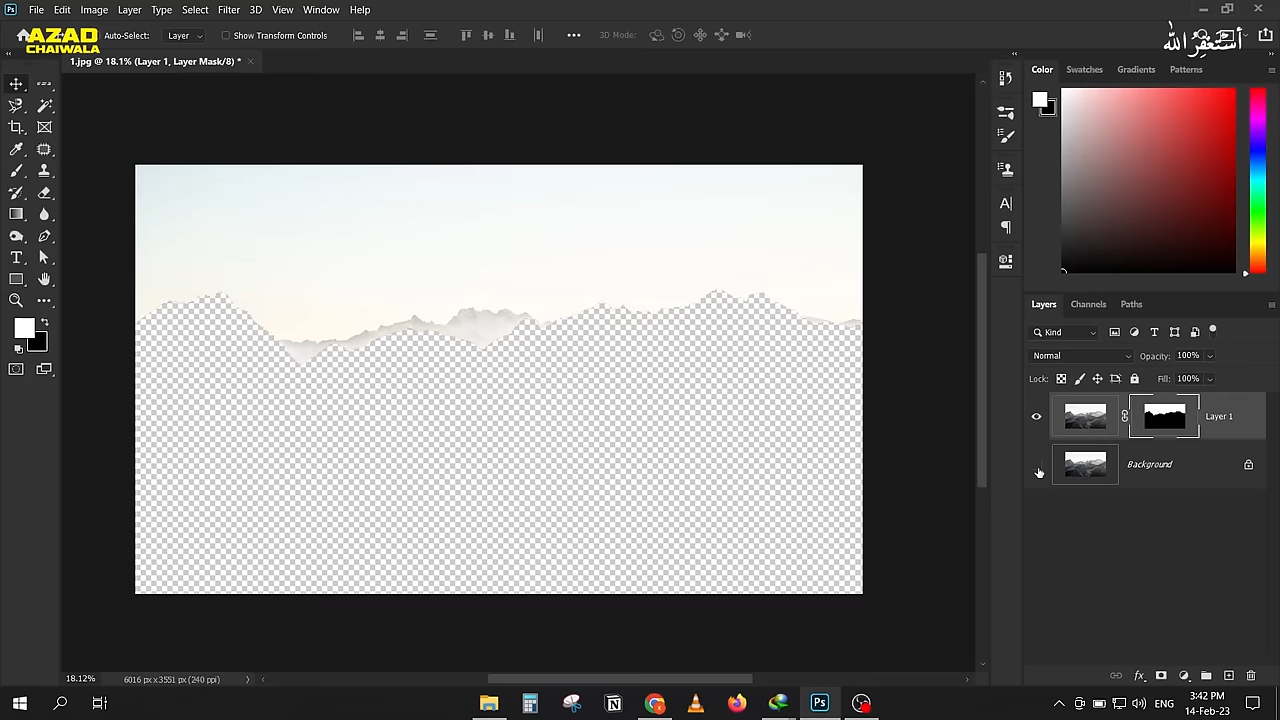 Ps File Edit Image Layer Type Select Filter 3D View Window Help
AZAD
CHAIWALA
Auto-Select: Layer Show Transform Controls 3D Mode:
أستغفر الله
1.jpg @ 18.1% (Layer 1, Layer Mask/8) *
Color Swatches Gradients Patterns
Layers Channels Paths
Kind
Normal Opacity: 100%
Lock: Fill: 100%
Layer 1
Background
18.12% 6016 px x 3551 px (240 ppi)
ENG 3:42 PM
14-Feb-23